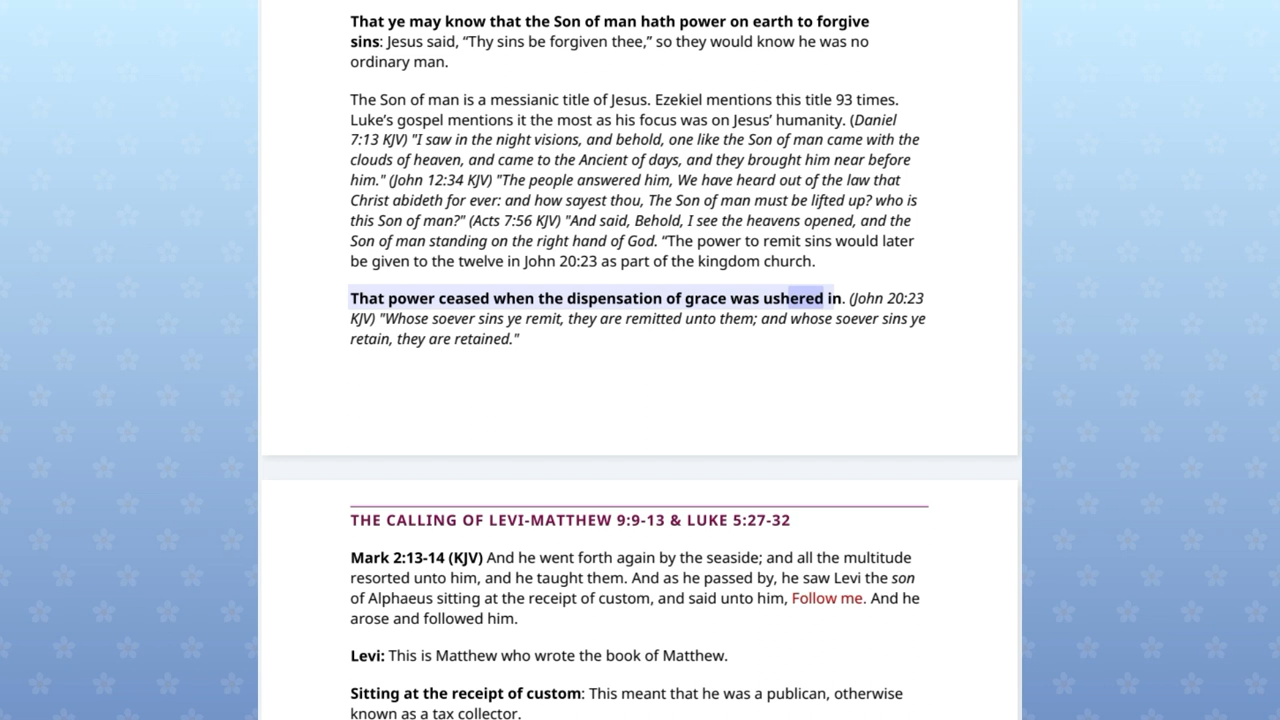 That ye may know that the Son of man hath power on earth to forgive
sins: Jesus said, “Thy sins be forgiven thee,” so they would know he was no
ordinary man.
The Son of man is a messianic title of Jesus. Ezekiel mentions this title 93 times.
Luke’s gospel mentions it the most as his focus was on Jesus’ humanity. (Daniel
7:13 KJV) "I saw in the night visions, and behold, one like the Son of man came with the
clouds of heaven, and came to the Ancient of days, and they brought him near before
him." (John 12:34 KJV) "The people answered him, We have heard out of the law that
Christ abideth for ever: and how sayest thou, The Son of man must be lifted up? who is
this Son of man?" (Acts 7:56 KJV) "And said, Behold, I see the heavens opened, and the
Son of man standing on the right hand of God. “The power to remit sins would later
be given to the twelve in John 20:23 as part of the kingdom church.
That power ceased when the dispensation of grace was ushered in. (John 20:23
KJV) "Whose soever sins ye remit, they are remitted unto them; and whose soever sins ye
retain, they are retained."
THE CALLING OF LEVI-MATTHEW 9:9-13 & LUKE 5:27-32
Mark 2:13-14 (KJV) And he went forth again by the seaside; and all the multitude
resorted unto him, and he taught them. And as he passed by, he saw Levi the son
of Alphaeus sitting at the receipt of custom, and said unto him, Follow me. And he
arose and followed him.
Levi: This is Matthew who wrote the book of Matthew.
Sitting at the receipt of custom: This meant that he was a publican, otherwise
known as a tax collector.